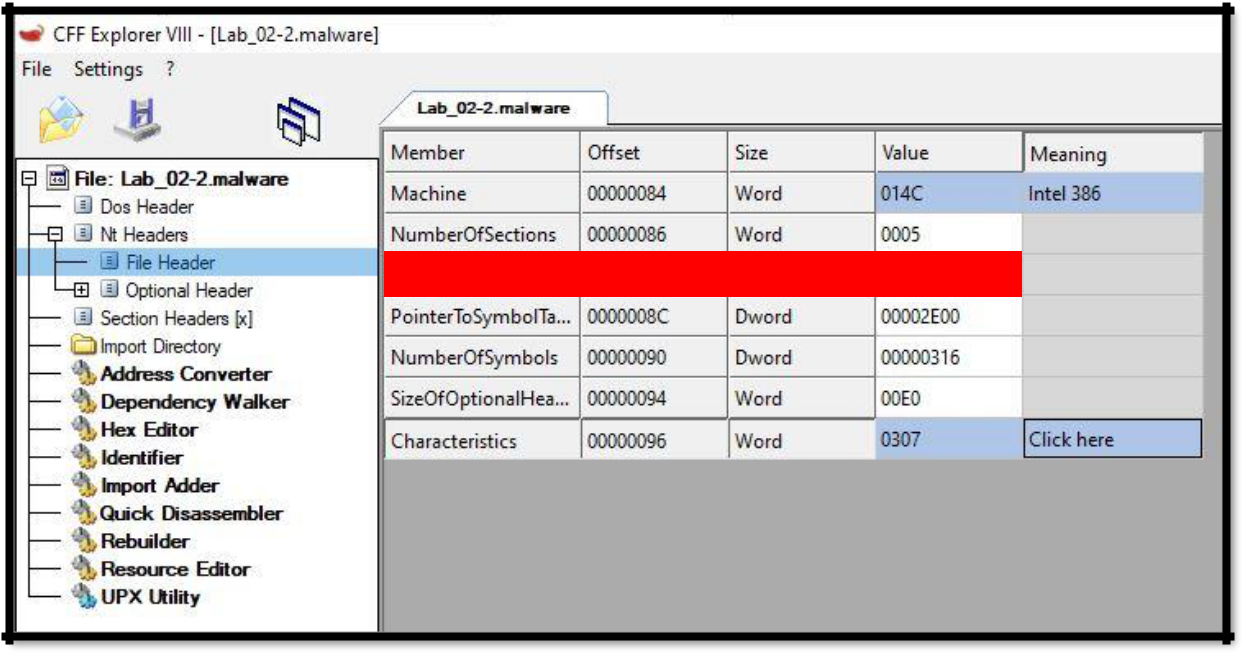 CFF Explorer VIII - [Lab_02-2.malware]
File Settings ?
Lab_02-2.malware
File: Lab_02-2.malware
Dos Header
Nt Headers
File Header
Optional Header
Section Headers [x]
Import Directory
Address Converter
Dependency Walker
Hex Editor
Identifier
Import Adder
Quick Disassembler
Rebuilder
Resource Editor
UPX Utility
Member Offset Size Value Meaning
Machine 00000084 Word 014C Intel 386
NumberOfSections 00000086 Word 0005
PointerToSymbolTa... 0000008C Dword 00002E00
NumberOfSymbols 00000090 Dword 00000316
SizeOfOptionalHea... 00000094 Word 00E0
Characteristics 00000096 Word 0307 Click here